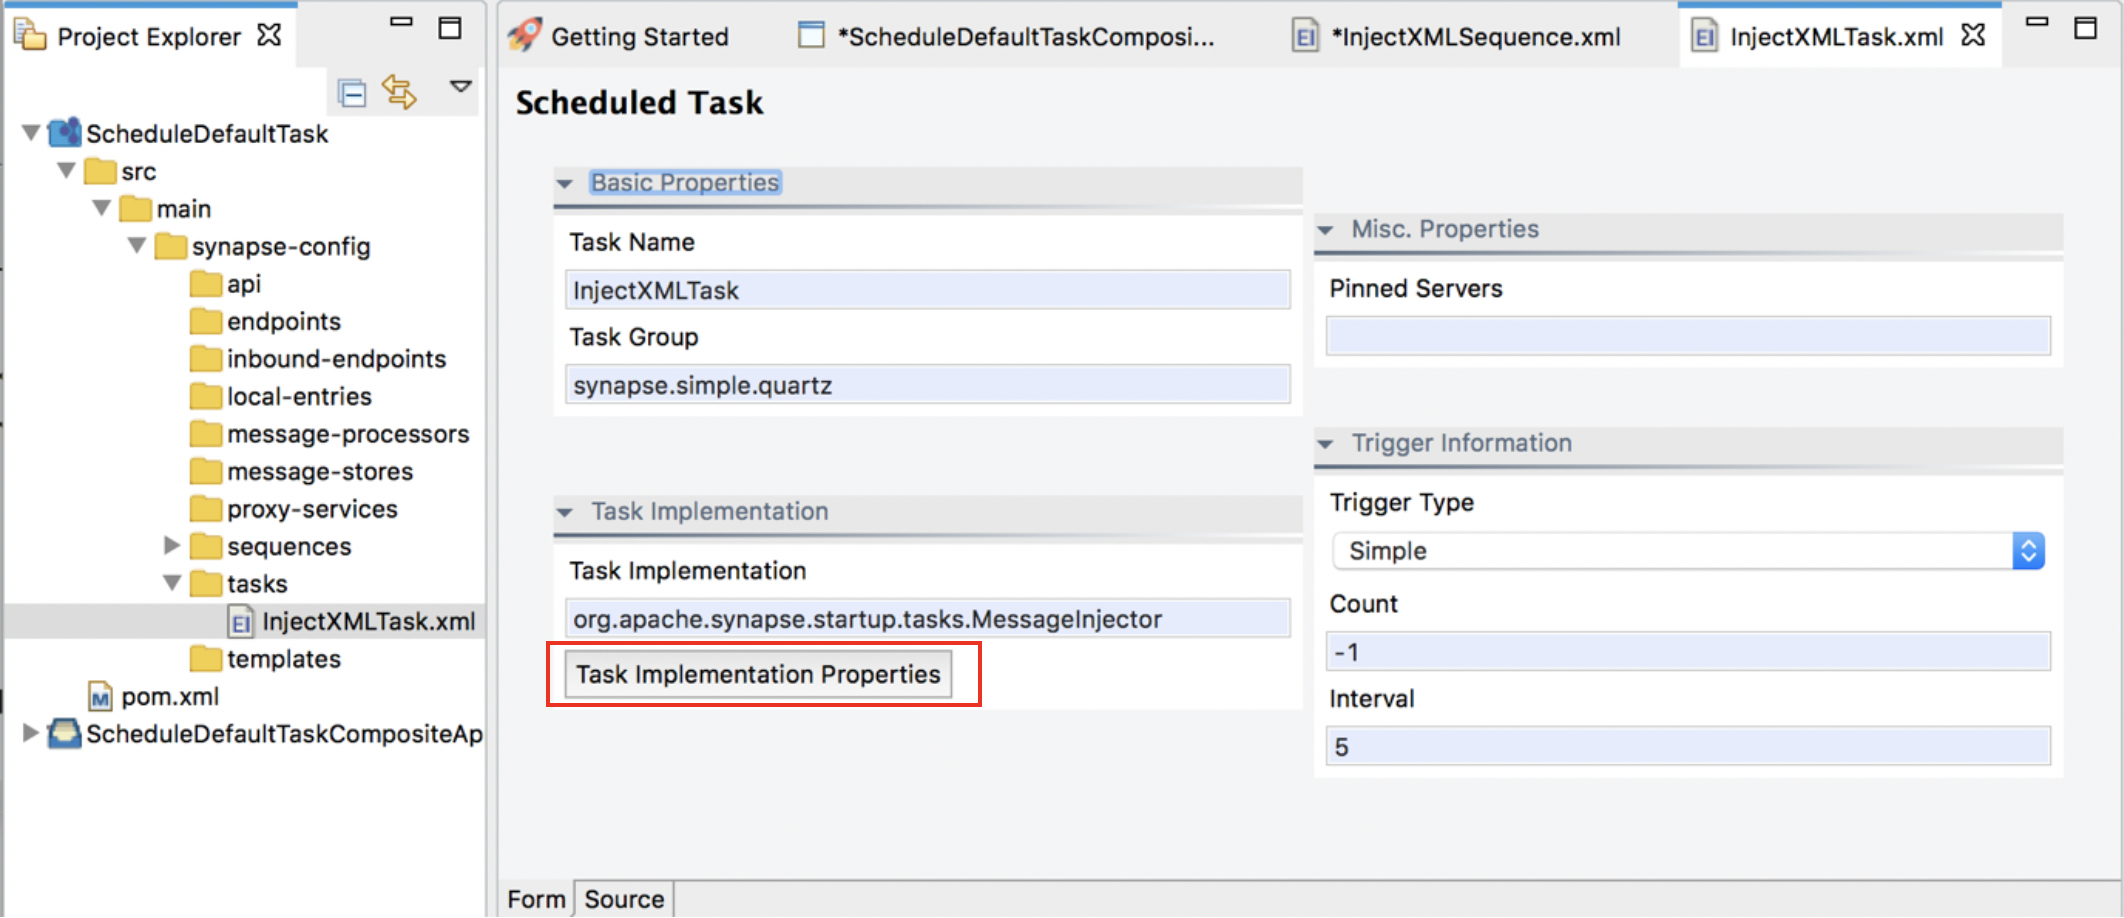 Project Explorer
ScheduleDefaultTask
src
main
synapse-config
api
endpoints
inbound-endpoints
local-entries
message-processors
message-stores
proxy-services
sequences
tasks
InjectXMLTask.xml
templates
pom.xml
ScheduleDefaultTaskCompositeAp
Getting Started
*ScheduleDefaultTaskComposi...
*InjectXMLSequence.xml
InjectXMLTask.xml
Scheduled Task
Basic Properties
Task Name
InjectXMLTask
Task Group
synapse.simple.quartz
Task Implementation
Task Implementation
org.apache.synapse.startup.tasks.MessageInjector
Task Implementation Properties
Misc. Properties
Pinned Servers
Trigger Information
Trigger Type
Simple
Count
-1
Interval
5
Form
Source